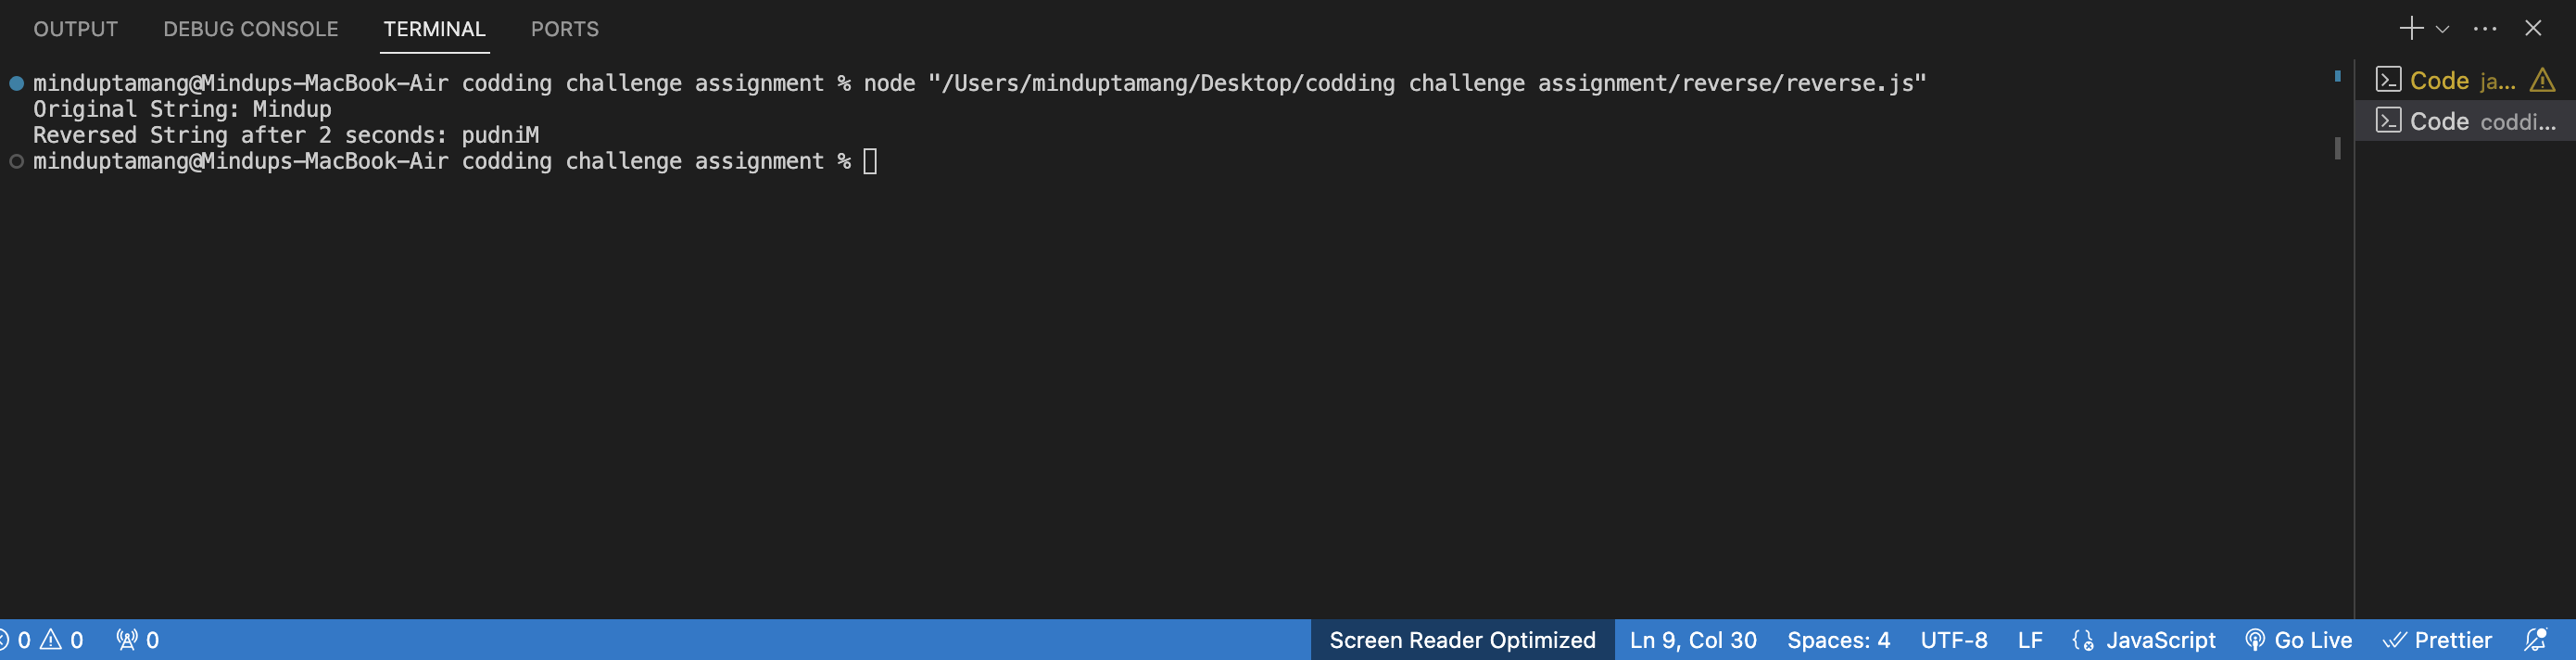 OUTPUT DEBUG CONSOLE TERMINAL PORTS
minduptamang@Mindups-MacBook-Air codding challenge assignment % node "/Users/minduptamang/Desktop/codding challenge assignment/reverse/reverse.js"
Original String: Mindup
Reversed String after 2 seconds: pudniM
minduptamang@Mindups-MacBook-Air codding challenge assignment %
Code ja...
Code coddi...
0 0 0 Screen Reader Optimized Ln 9, Col 30 Spaces: 4 UTF-8 LF JavaScript Go Live Prettier